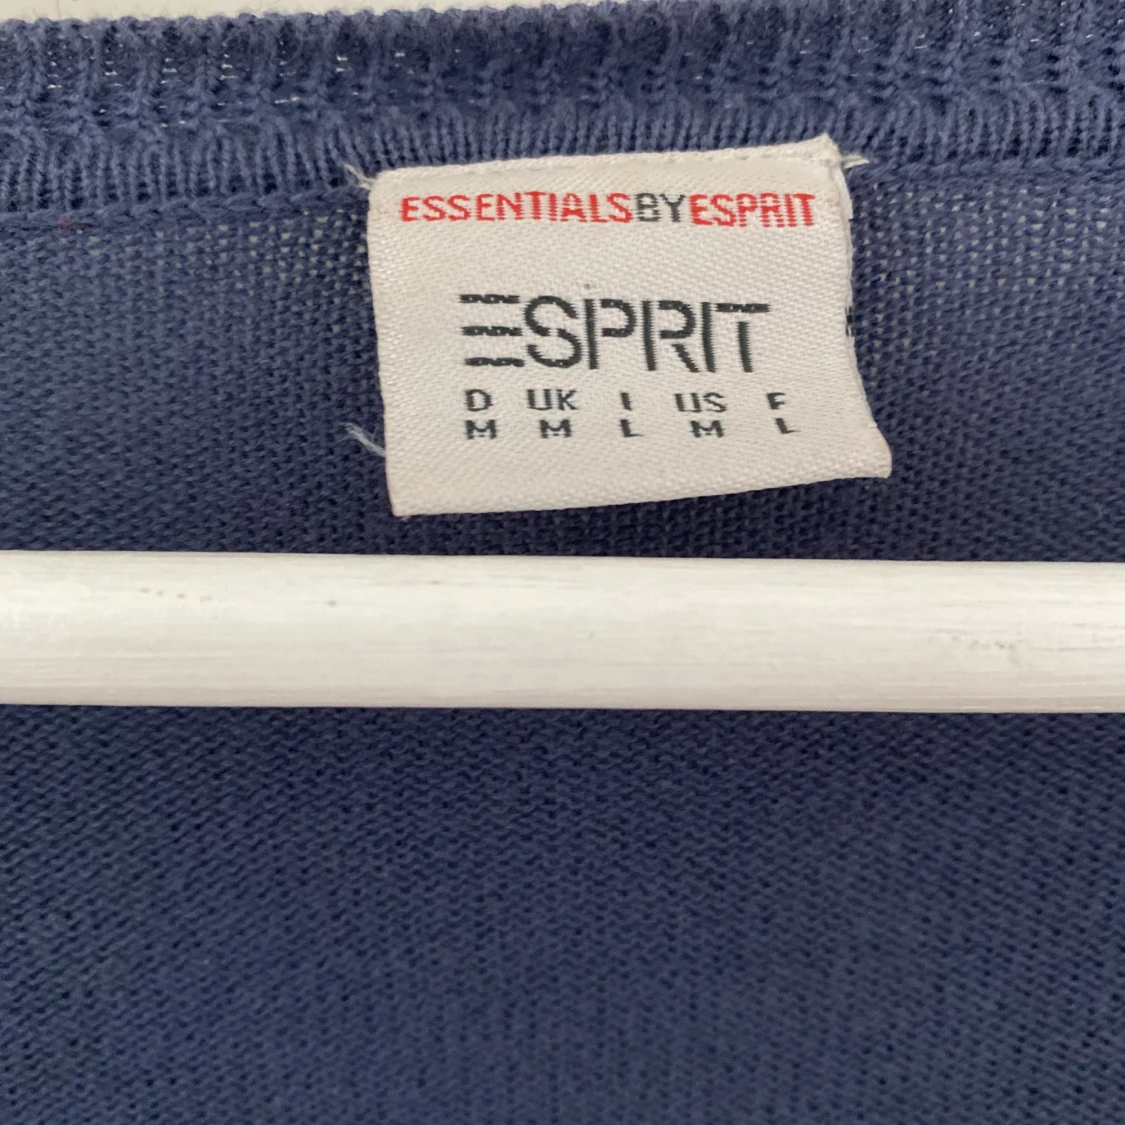 ESSENTIALSBYESPRIT
ESPRIT
D UK I US F
M M L M L